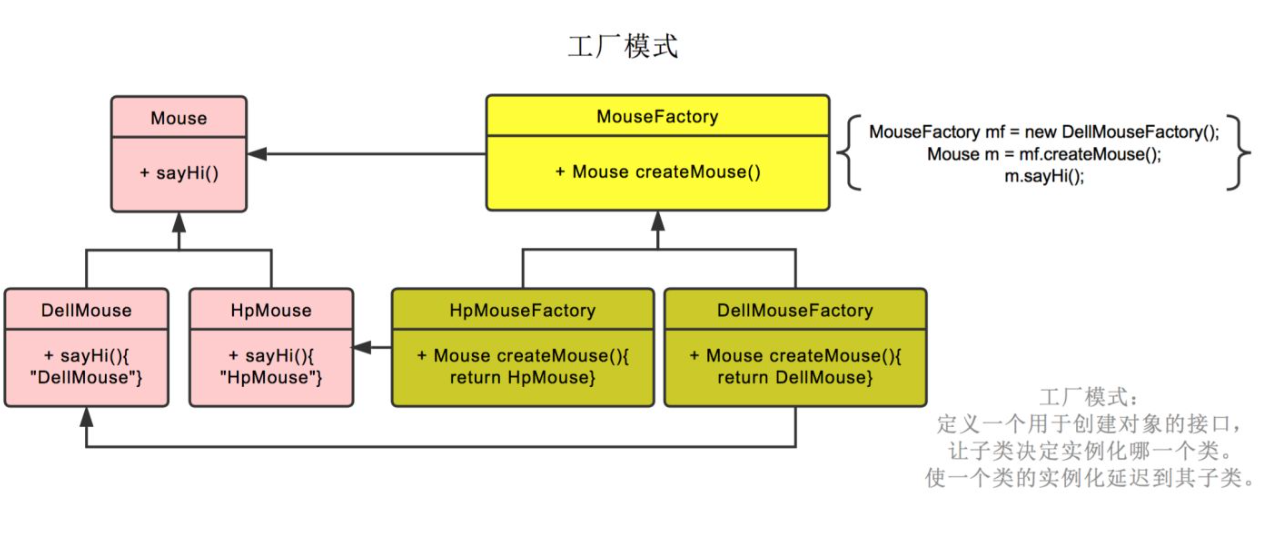 工厂模式
Mouse
+ sayHi()
MouseFactory
+ Mouse createMouse()
MouseFactory mf = new DellMouseFactory();
Mouse m = mf.createMouse();
m.sayHi();
DellMouse
+ sayHi(){
"DellMouse"}
HpMouse
+ sayHi(){
"HpMouse"}
HpMouseFactory
+ Mouse createMouse(){
return HpMouse}
DellMouseFactory
+ Mouse createMouse(){
return DellMouse}
工厂模式：
定义一个用于创建对象的接口，
让子类决定实例化哪一个类。
使一个类的实例化延迟到其子类。